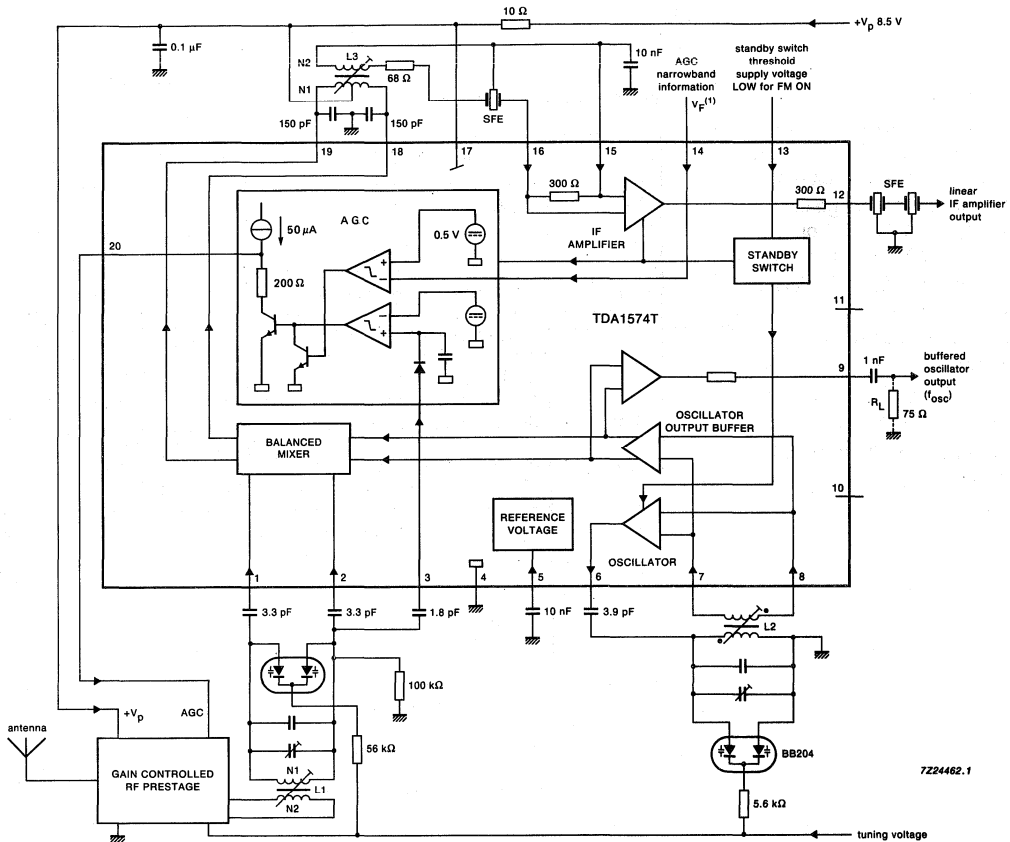 10 Ω
+Vp 8.5 V
0.1 µF
N2
L3
68 Ω
N1
150 pF
150 pF
SFE
10 nF
AGC
narrowband
information
VF(1)
standby switch
threshold
supply voltage
LOW for FM ON
19
18
17
16
15
14
13
300 Ω
300 Ω
12
SFE
linear
IF amplifier
output
IF
AMPLIFIER
STANDBY
SWITCH
20
50 µA
AGC
0.5 V
200 Ω
TDA1574T
11
1 nF
9
buffered
oscillator
output
(fosc)
RL
75 Ω
OSCILLATOR
OUTPUT BUFFER
BALANCED
MIXER
10
REFERENCE
VOLTAGE
OSCILLATOR
1
2
3
4
5
6
7
8
3.3 pF
3.3 pF
1.8 pF
10 nF
3.9 pF
L2
100 kΩ
56 kΩ
antenna
+Vp
AGC
GAIN CONTROLLED
RF PRESTAGE
N1
L1
N2
BB204
5.6 kΩ
7Z24462.1
tuning voltage